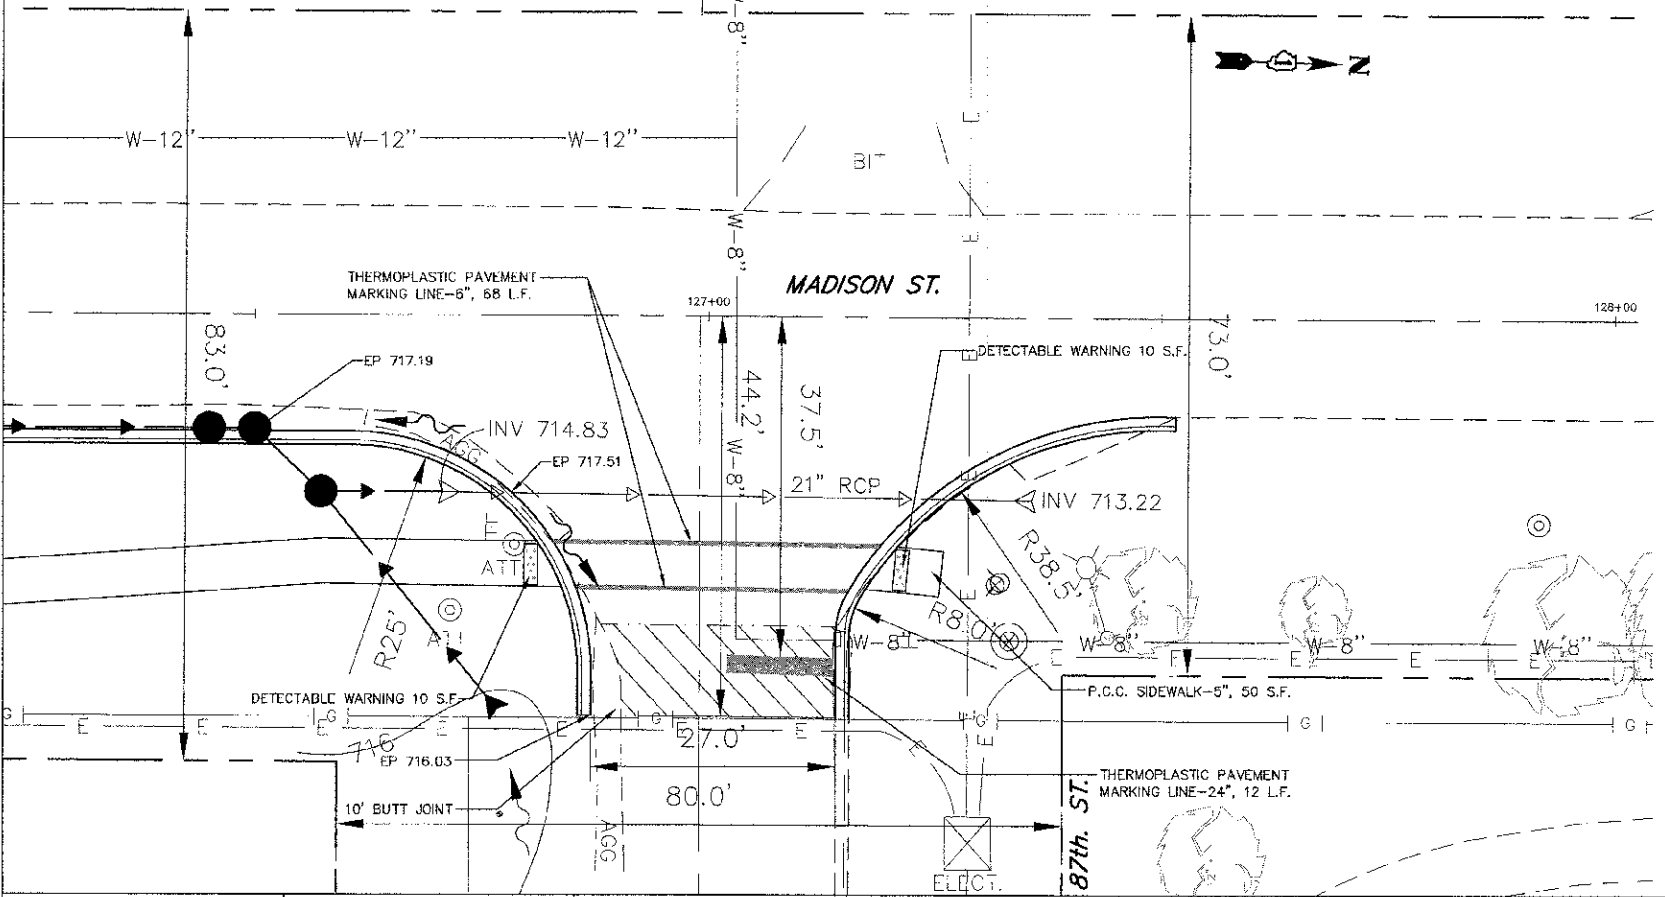 W-8"
N
W-12"
W-12"
W-12"
BIT
W-8"
THERMOPLASTIC PAVEMENT
MARKING LINE-6", 68 L.F.
MADISON ST.
127+00
128+00
83.0'
73.0'
EP 717.19
DETECTABLE WARNING 10 S.F.
44.2'
37.5'
INV 714.83
AGG
EP 717.51
W-8"
21" RCP
INV 713.22
E
E
E
R38.5'
ATT
R25'
R8.0'
E
W-8"
W-8"
W-8"
W-8"
E
E
E
E
E
DETECTABLE WARNING 10 S.F.
P.C.C. SIDEWALK-5", 50 S.F.
G
G
G
G
G
G
E
E
E
E
E
E
E
E
716
EP 716.03
27.0'
80.0'
THERMOPLASTIC PAVEMENT
MARKING LINE-24", 12 L.F.
10' BUTT JOINT
AGG
87th. ST.
ELECT.